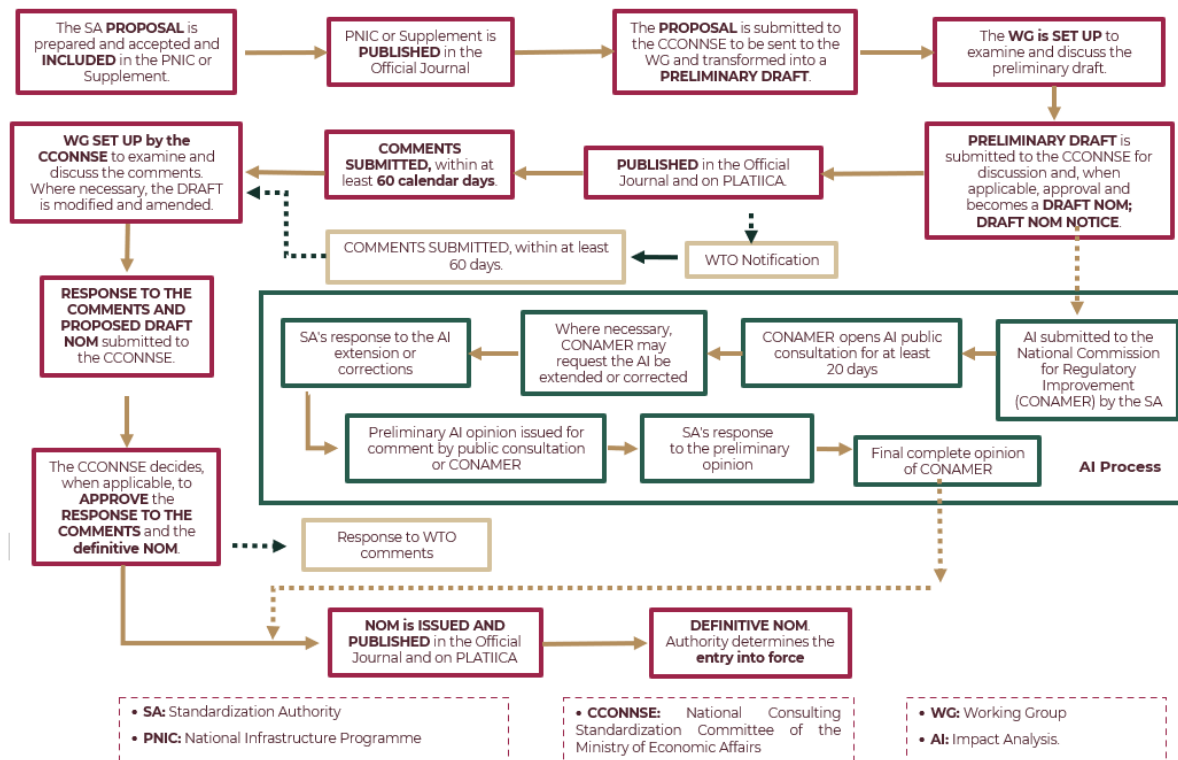 The SA PROPOSAL is
prepared and accepted and
INCLUDED in the PNIC or
Supplement.
PNIC or Supplement is
PUBLISHED in the
Official Journal
The PROPOSAL is submitted to
the CCONNSE to be sent to the
WG and transformed into a
PRELIMINARY DRAFT.
The WG is SET UP to
examine and discuss the
preliminary draft.
WG SET UP by the
CCONNSE to examine and
discuss the comments.
Where necessary, the DRAFT
is modified and amended.
COMMENTS
SUBMITTED, within at
least 60 calendar days.
PUBLISHED in the Official
Journal and on PLATIICA.
PRELIMINARY DRAFT is
submitted to the CCONNSE for
discussion and, when
applicable, approval and
becomes a DRAFT NOM;
DRAFT NOM NOTICE.
COMMENTS SUBMITTED, within at least
60 days.
WTO Notification
RESPONSE TO THE
COMMENTS AND
PROPOSED DRAFT
NOM submitted to
the CCONNSE.
SA's response to the AI
extension or
corrections
Where necessary,
CONAMER may
request the AI be
extended or corrected
CONAMER opens AI public
consultation for at least
20 days
AI submitted to the
National Commission
for Regulatory
Improvement
(CONAMER) by the SA
Preliminary AI opinion issued for
comment by public consultation
or CONAMER
SA's response
to the preliminary
opinion
Final complete opinion
of CONAMER
AI Process
The CCONNSE decides,
when applicable, to
APPROVE the
RESPONSE TO THE
COMMENTS and the
definitive NOM.
Response to WTO
comments
NOM is ISSUED AND
PUBLISHED in the Official
Journal and on PLATIICA
DEFINITIVE NOM.
Authority determines the
entry into force
• SA: Standardization Authority
• PNIC: National Infrastructure Programme
• CCONNSE: National Consulting
Standardization Committee of the
Ministry of Economic Affairs
• WG: Working Group
• AI: Impact Analysis.